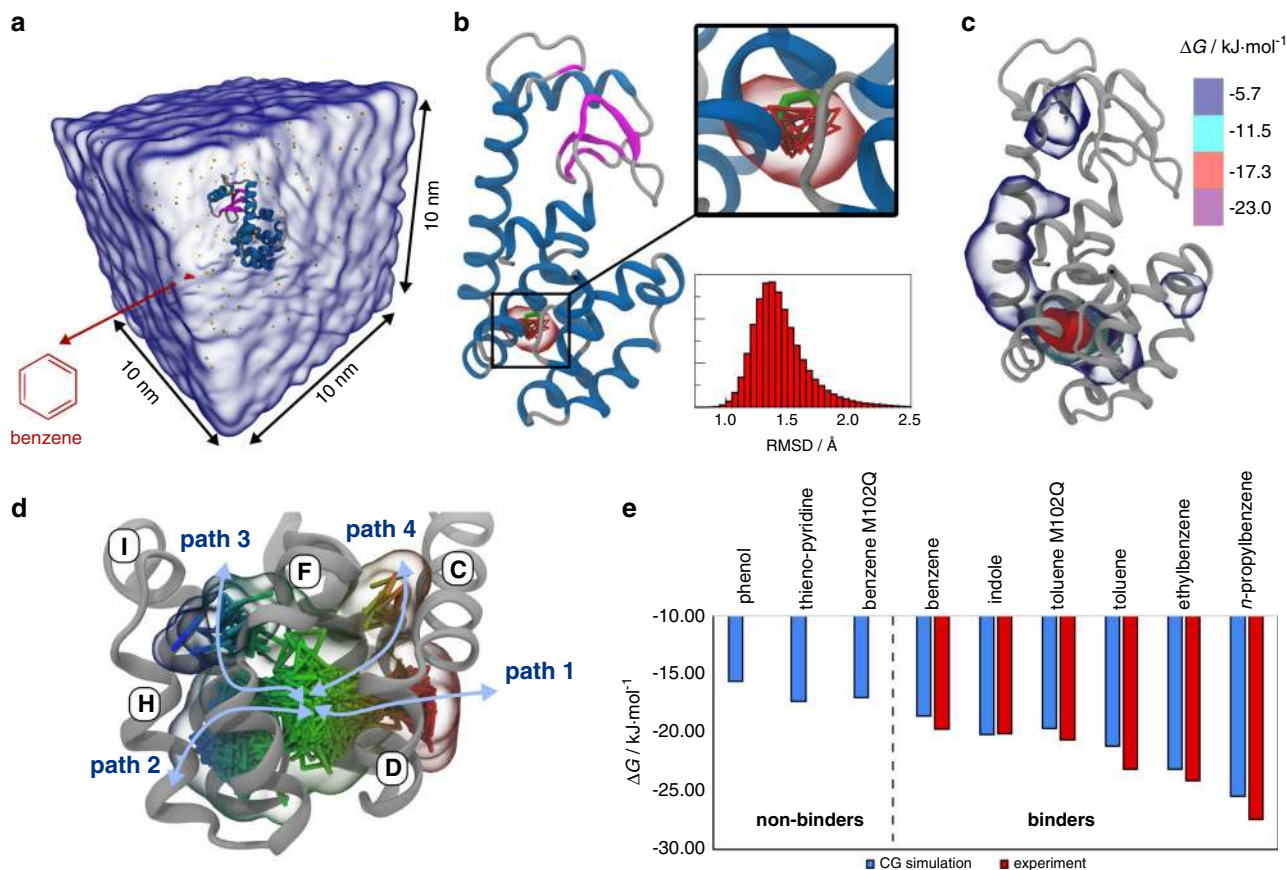 a
10 nm
10 nm
10 nm
benzene
b
1.0 1.5 2.0 2.5
RMSD / Å
c
ΔG / kJ·mol⁻¹
-5.7
-11.5
-17.3
-23.0
d
I
path 3
F
path 4
C
path 1
H
path 2
D
e
phenol
thieno-pyridine
benzene M102Q
benzene
indole
toluene M102Q
toluene
ethylbenzene
n-propylbenzene
-10.00
-15.00
-20.00
-25.00
-30.00
ΔG / kJ·mol⁻¹
non-binders
binders
CG simulation
experiment